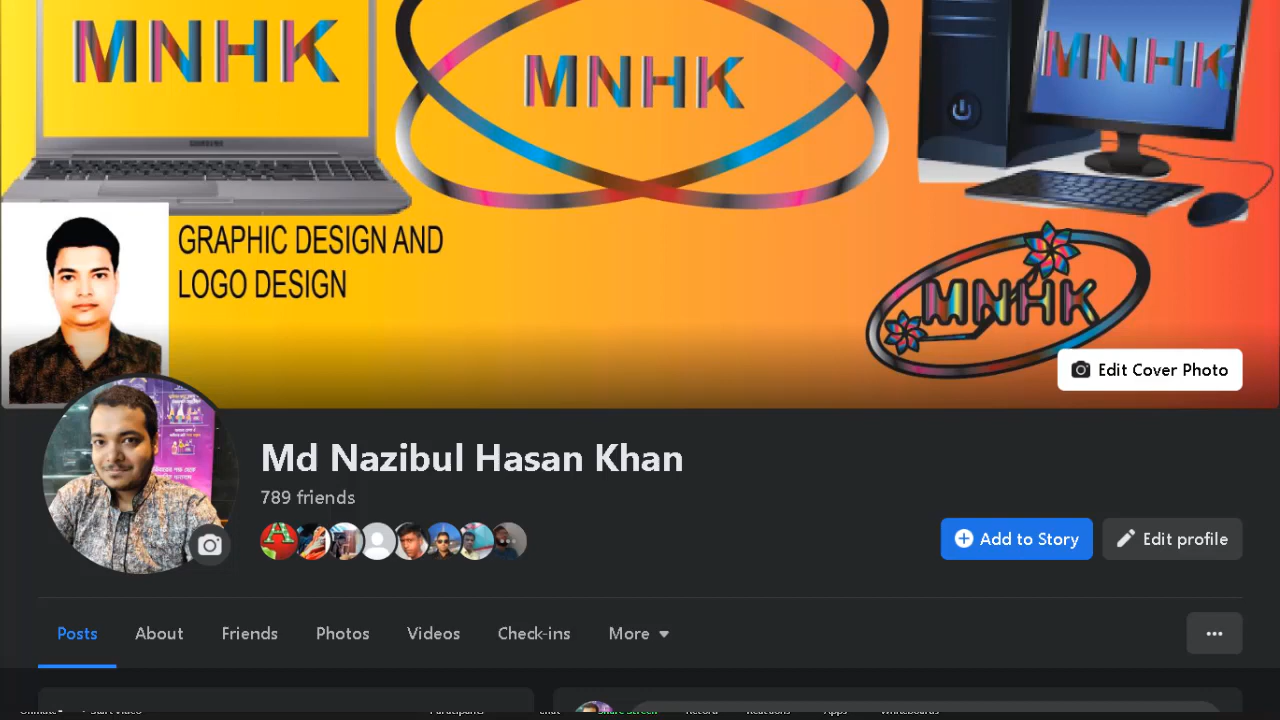 MNHK
MNHK
MNHK
SAMSUNG
GRAPHIC DESIGN AND
LOGO DESIGN
MNHK
Edit Cover Photo
Md Nazibul Hasan Khan
789 friends
Add to Story
Edit profile
Posts About Friends Photos Videos Check-ins More